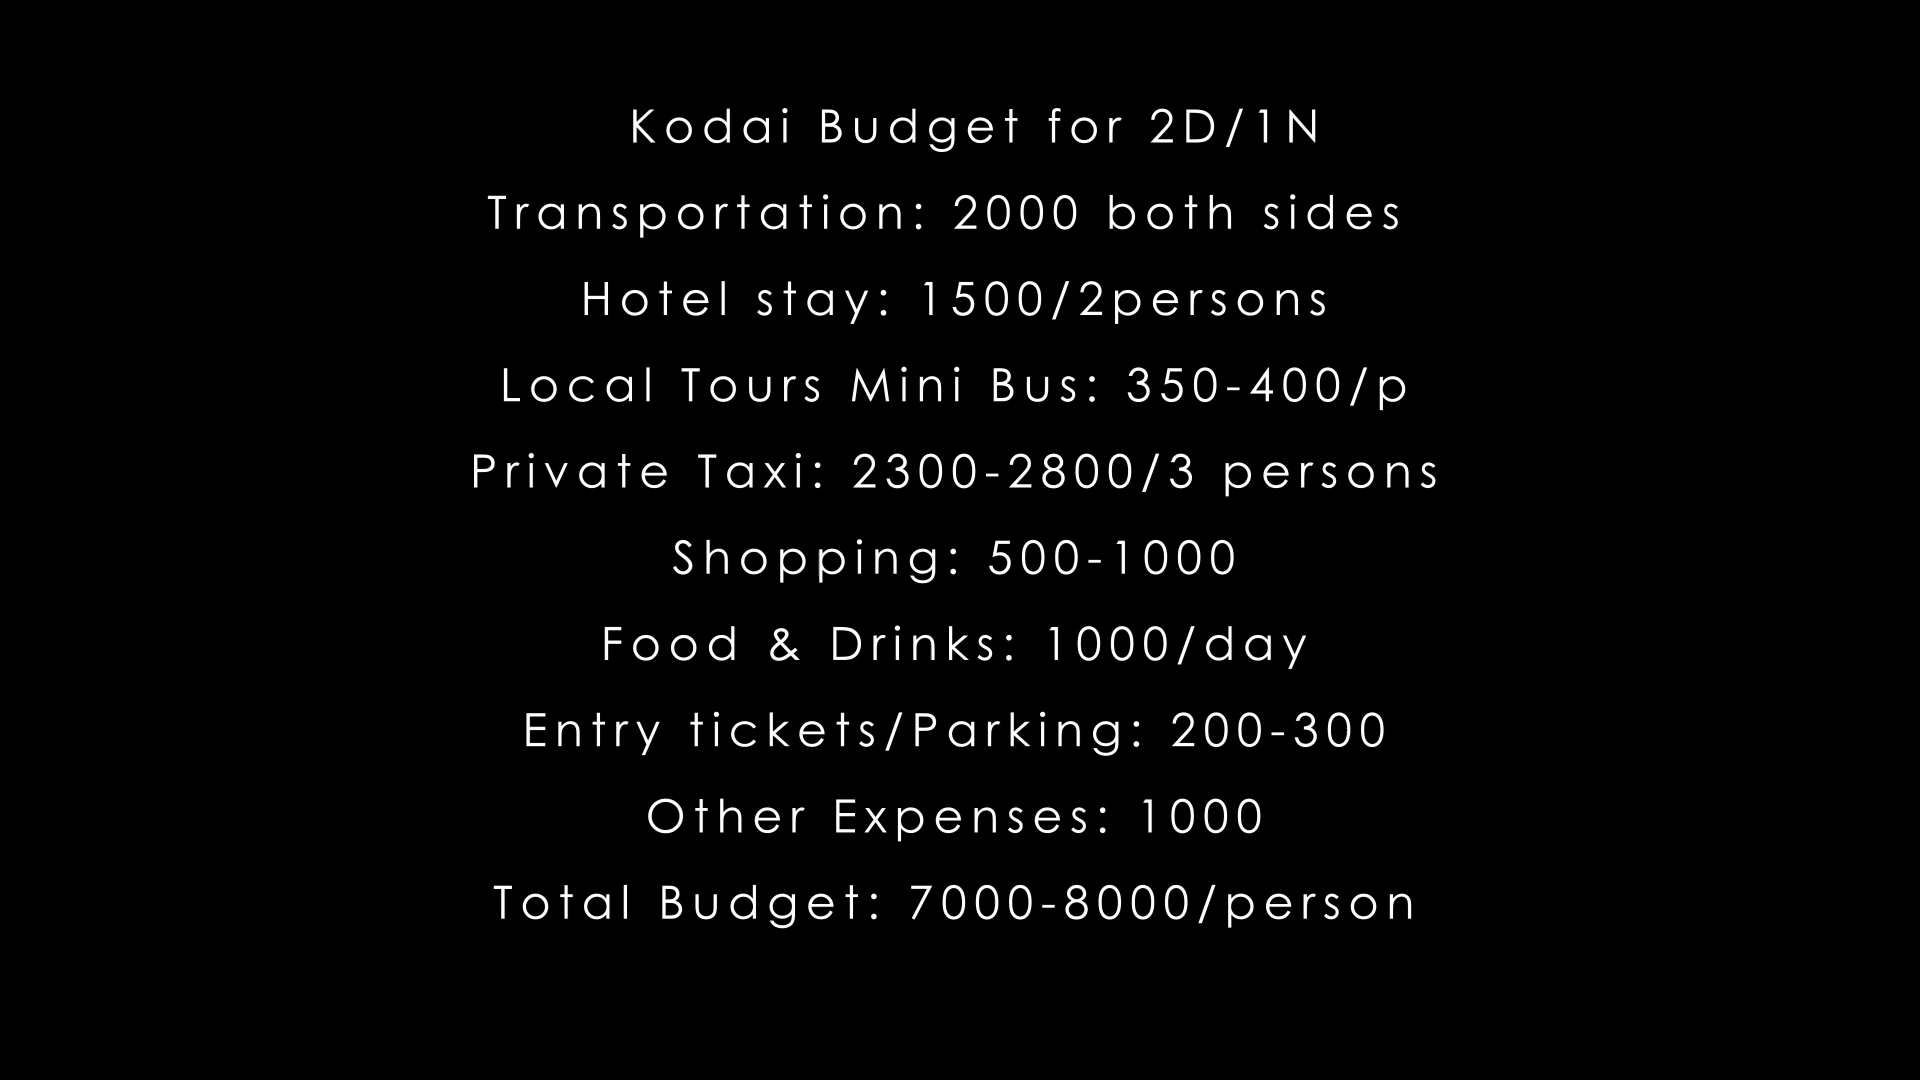 Kodai Budget for 2D/1N
Transportation: 2000 both sides
Hotel stay: 1500/2persons
Local Tours Mini Bus: 350-400/p
Private Taxi: 2300-2800/3 persons
Shopping: 500-1000
Food & Drinks: 1000/day
Entry tickets/Parking: 200-300
Other Expenses: 1000
Total Budget: 7000-8000/person